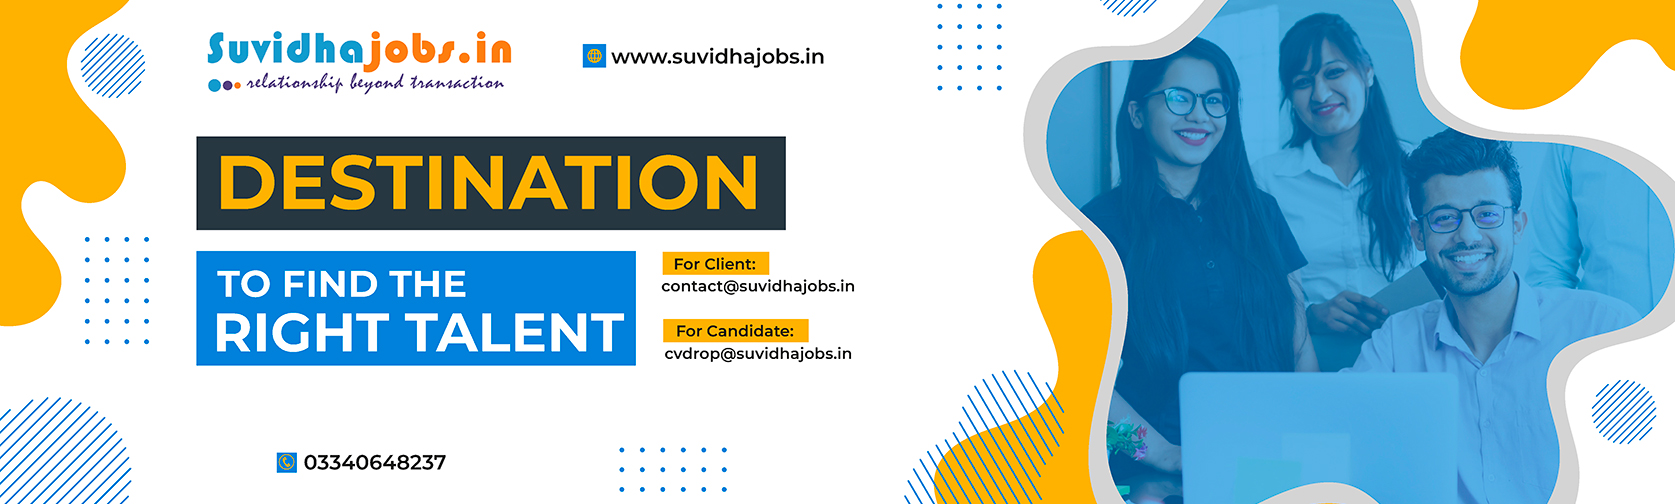 Suvidhajobs.in
relationship beyond transaction
www.suvidhajobs.in
DESTINATION
TO FIND THE
RIGHT TALENT
For Client:
contact@suvidhajobs.in
For Candidate:
cvdrop@suvidhajobs.in
03340648237